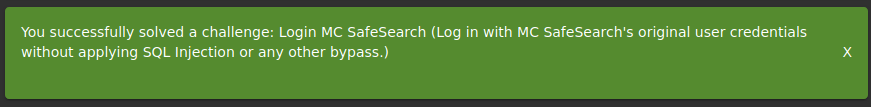 You successfully solved a challenge: Login MC SafeSearch (Log in with MC SafeSearch's original user credentials
without applying SQL Injection or any other bypass.)
X